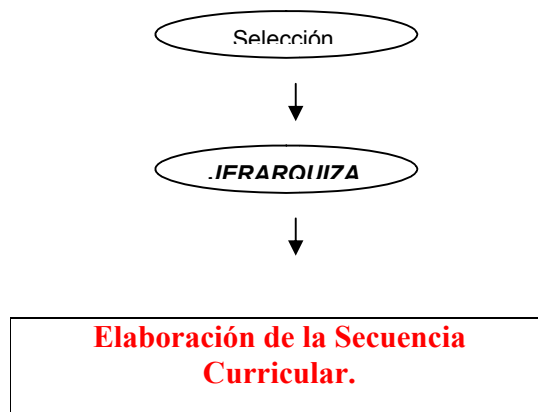 Selección
JERARQUIZA
Elaboración de la Secuencia
Curricular.